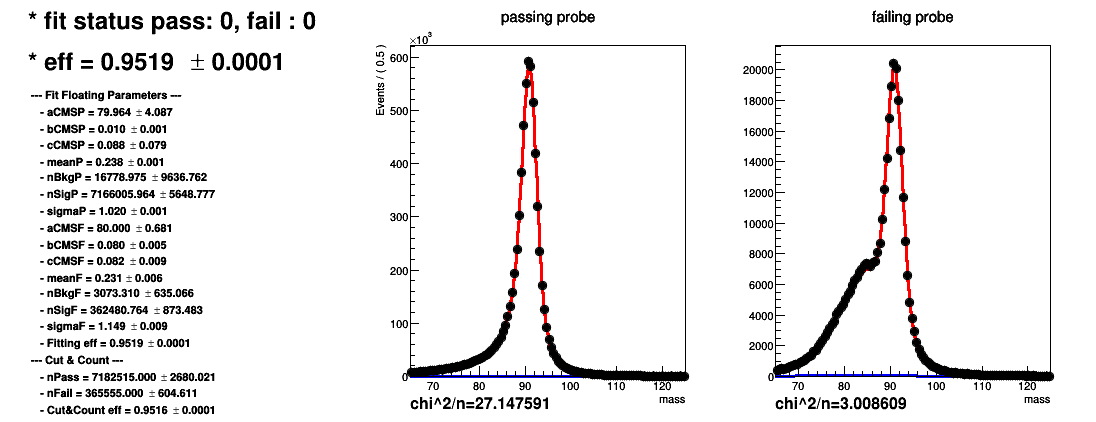 * fit status pass: 0, fail : 0
* eff = 0.9519 ± 0.0001
--- Fit Floating Parameters ---
- aCMSP = 79.964 ± 4.087
- bCMSP = 0.010 ± 0.001
- cCMSP = 0.088 ± 0.079
- meanP = 0.238 ± 0.001
- nBkgP = 16778.975 ± 9636.762
- nSigP = 7166005.964 ± 5648.777
- sigmaP = 1.020 ± 0.001
- aCMSF = 80.000 ± 0.681
- bCMSF = 0.080 ± 0.005
- cCMSF = 0.082 ± 0.009
- meanF = 0.231 ± 0.006
- nBkgF = 3073.310 ± 635.066
- nSigF = 362480.764 ± 873.483
- sigmaF = 1.149 ± 0.009
- Fitting eff = 0.9519 ± 0.0001
--- Cut & Count ---
- nPass = 7182515.000 ± 2680.021
- nFail = 365555.000 ± 604.611
- Cut&Count eff = 0.9516 ± 0.0001
passing probe
×10³
Events / ( 0.5 )
600
500
400
300
200
100
0
70 80 90 100 110 120
mass
chi^2/n=27.147591
failing probe
20000
18000
16000
14000
12000
10000
8000
6000
4000
2000
0
70 80 90 100 110 120
mass
chi^2/n=3.008609